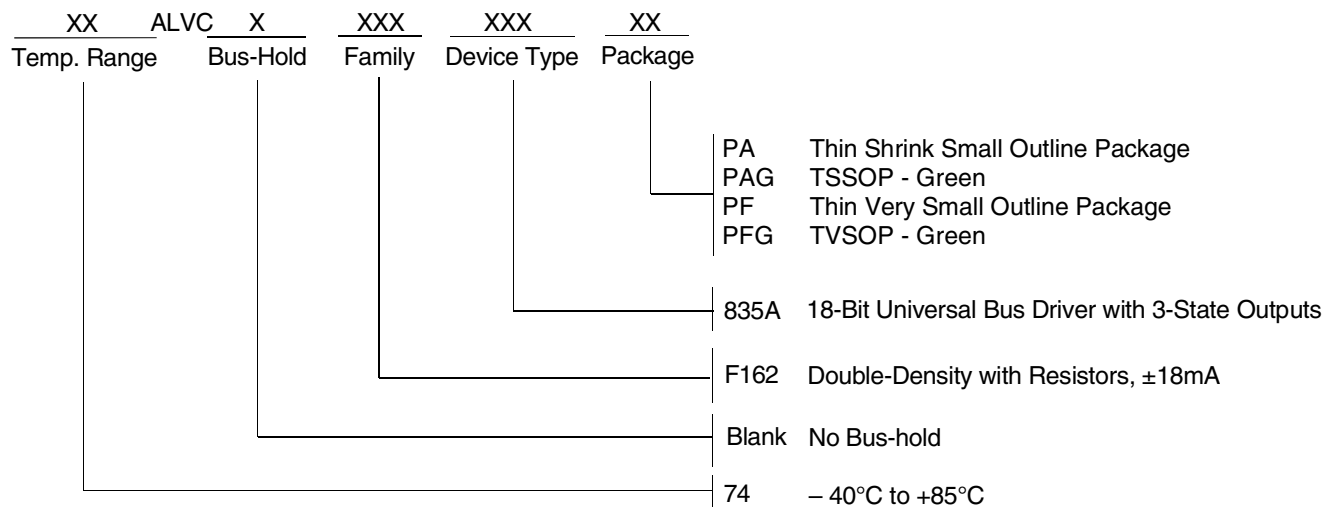 XX ALVC X XXX XXX XX
Temp. Range Bus-Hold Family Device Type Package
PA Thin Shrink Small Outline Package
PAG TSSOP - Green
PF Thin Very Small Outline Package
PFG TVSOP - Green
835A 18-Bit Universal Bus Driver with 3-State Outputs
F162 Double-Density with Resistors, ±18mA
Blank No Bus-hold
74 – 40°C to +85°C